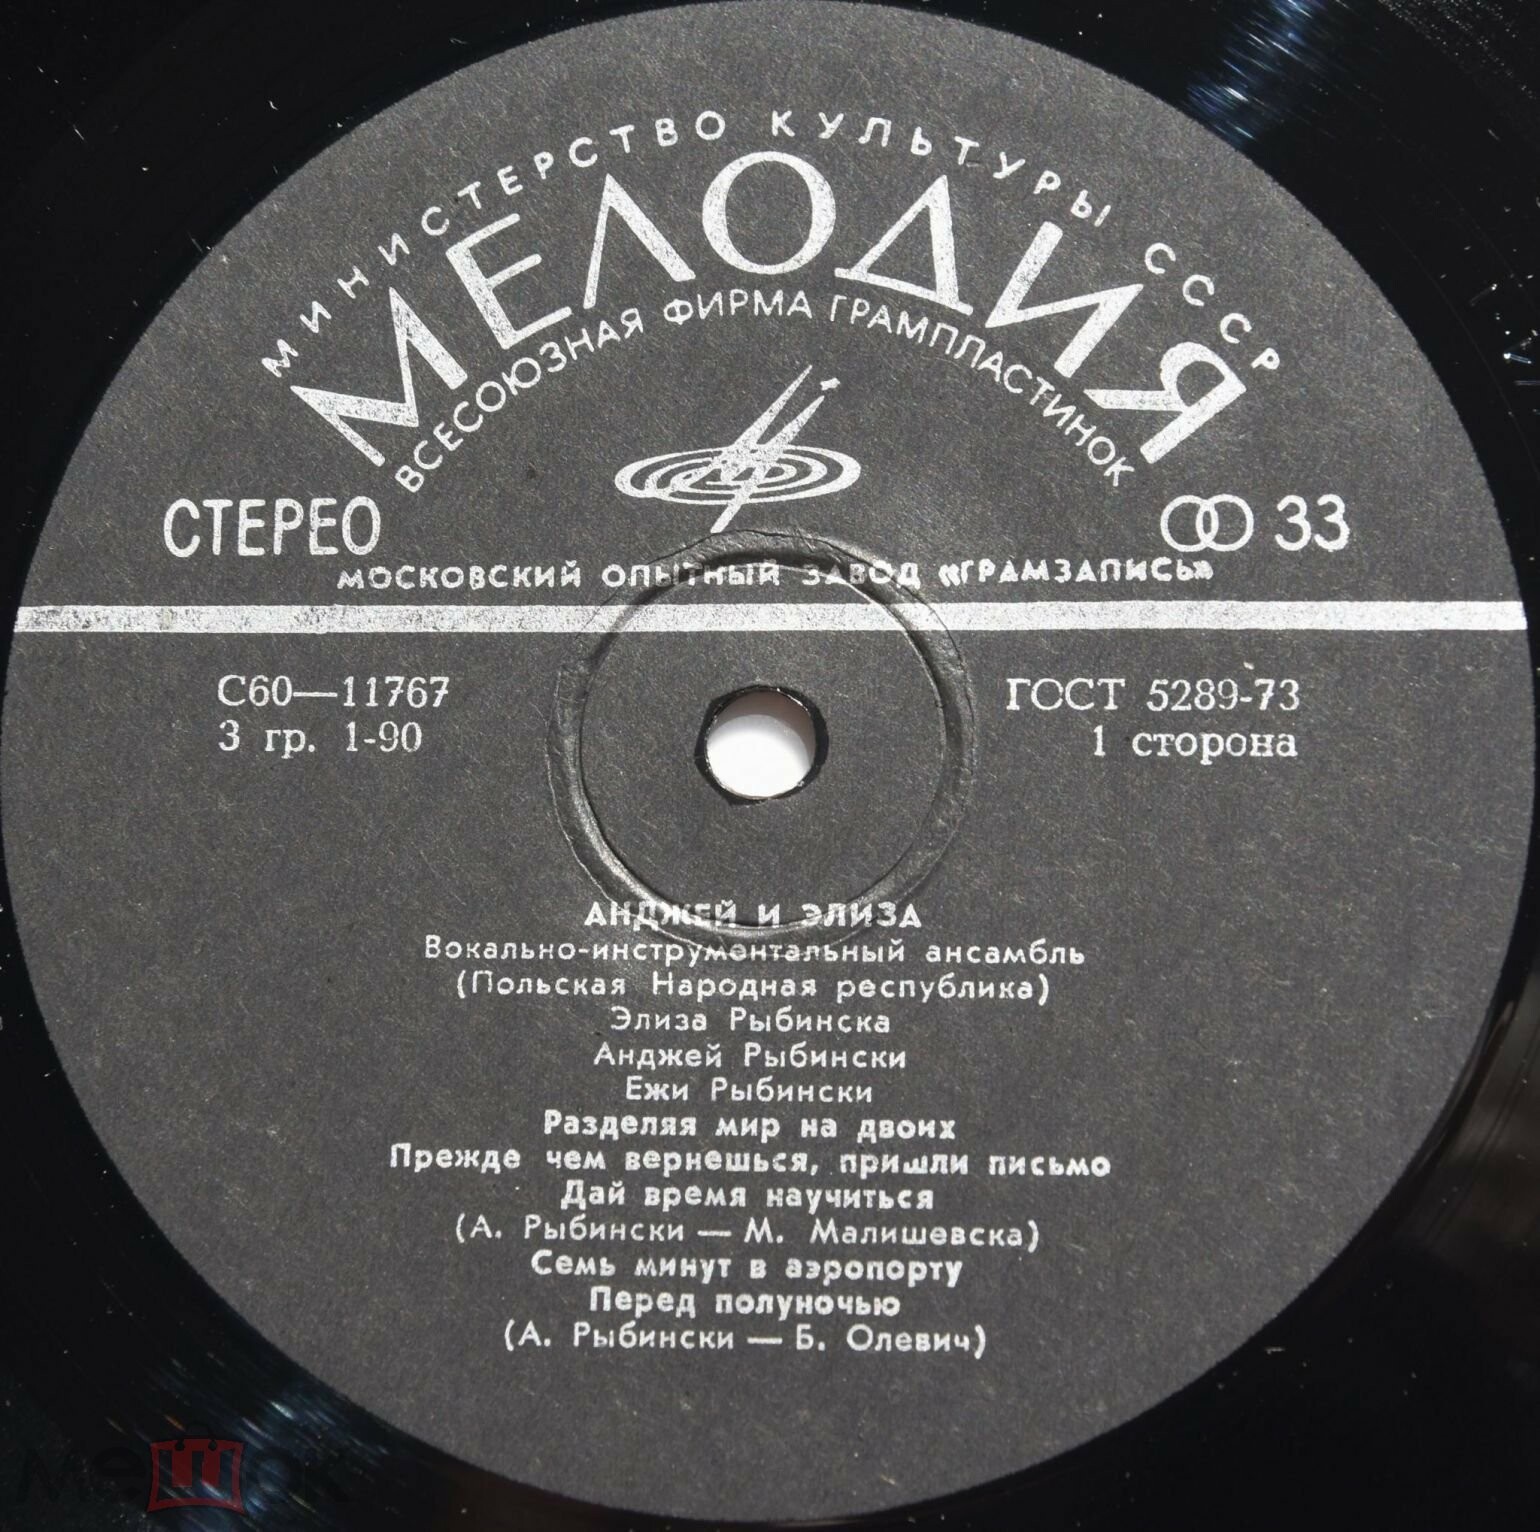 МИНИСТЕРСТВО КУЛЬТУРЫ СССР
МЕЛОДИЯ
ВСЕСОЮЗНАЯ ФИРМА ГРАМПЛАСТИНОК
СТЕРЕО
33
МОСКОВСКИЙ ОПЫТНЫЙ ЗАВОД «ГРАМЗАПИСЬ»
С60—11767
ГОСТ 5289-73
3 гр. 1-90
1 сторона
АНДЖЕЙ И ЭЛИЗА
Вокально-инструментальный ансамбль
(Польская Народная республика)
Элиза Рыбинска
Анджей Рыбински
Ежи Рыбински
Разделяя мир на двоих
Прежде чем вернешься, пришли письмо
Дай время научиться
(А. Рыбински — М. Малишевска)
Семь минут в аэропорту
Перед полуночью
(А. Рыбински — Б. Олевич)
мешок